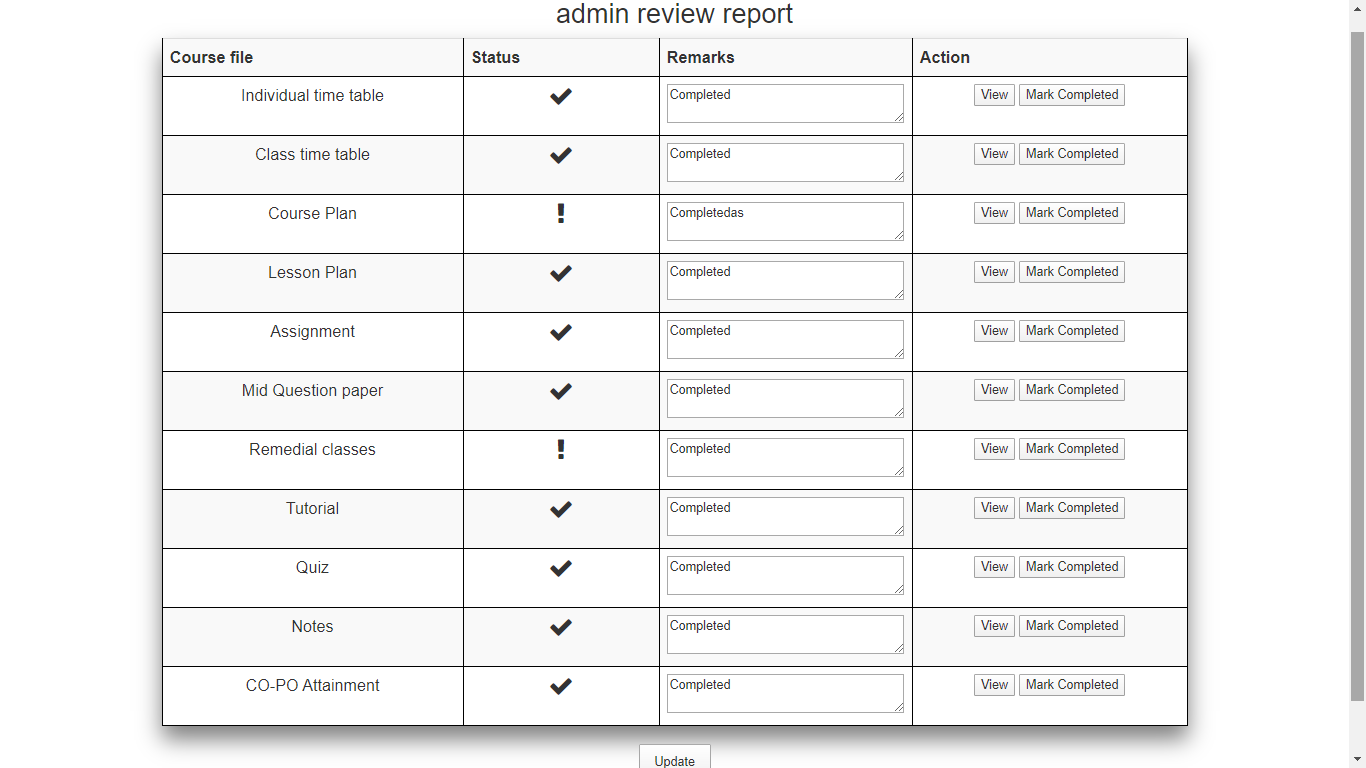 admin review report
Course file Status Remarks Action
Individual time table Completed View Mark Completed
Class time table Completed View Mark Completed
Course Plan Completedas View Mark Completed
Lesson Plan Completed View Mark Completed
Assignment Completed View Mark Completed
Mid Question paper Completed View Mark Completed
Remedial classes Completed View Mark Completed
Tutorial Completed View Mark Completed
Quiz Completed View Mark Completed
Notes Completed View Mark Completed
CO-PO Attainment Completed View Mark Completed
Update